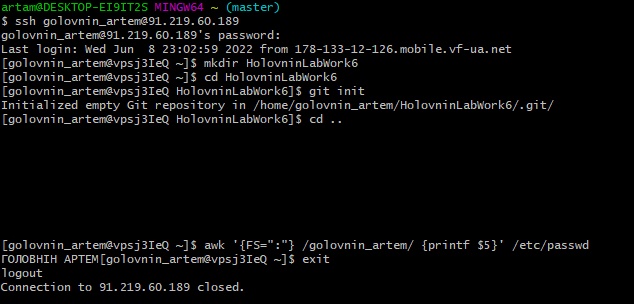 artam@DESKTOP-EI9IT2S MINGW64 ~ (master)
$ ssh golovnin_artem@91.219.60.189
golovnin_artem@91.219.60.189's password:
Last login: Wed Jun  8 23:02:59 2022 from 178-133-12-126.mobile.vf-ua.net
[golovnin_artem@vpsj3IeQ ~]$ mkdir HolovninLabWork6
[golovnin_artem@vpsj3IeQ ~]$ cd HolovninLabWork6
[golovnin_artem@vpsj3IeQ HolovninLabWork6]$ git init
Initialized empty Git repository in /home/golovnin_artem/HolovninLabWork6/.git/
[golovnin_artem@vpsj3IeQ HolovninLabWork6]$ cd ..
[golovnin_artem@vpsj3IeQ ~]$ awk '{FS=":"} /golovnin_artem/ {printf $5}' /etc/passwd
ГОЛОВНІН АРТЕМ[golovnin_artem@vpsj3IeQ ~]$ exit
logout
Connection to 91.219.60.189 closed.